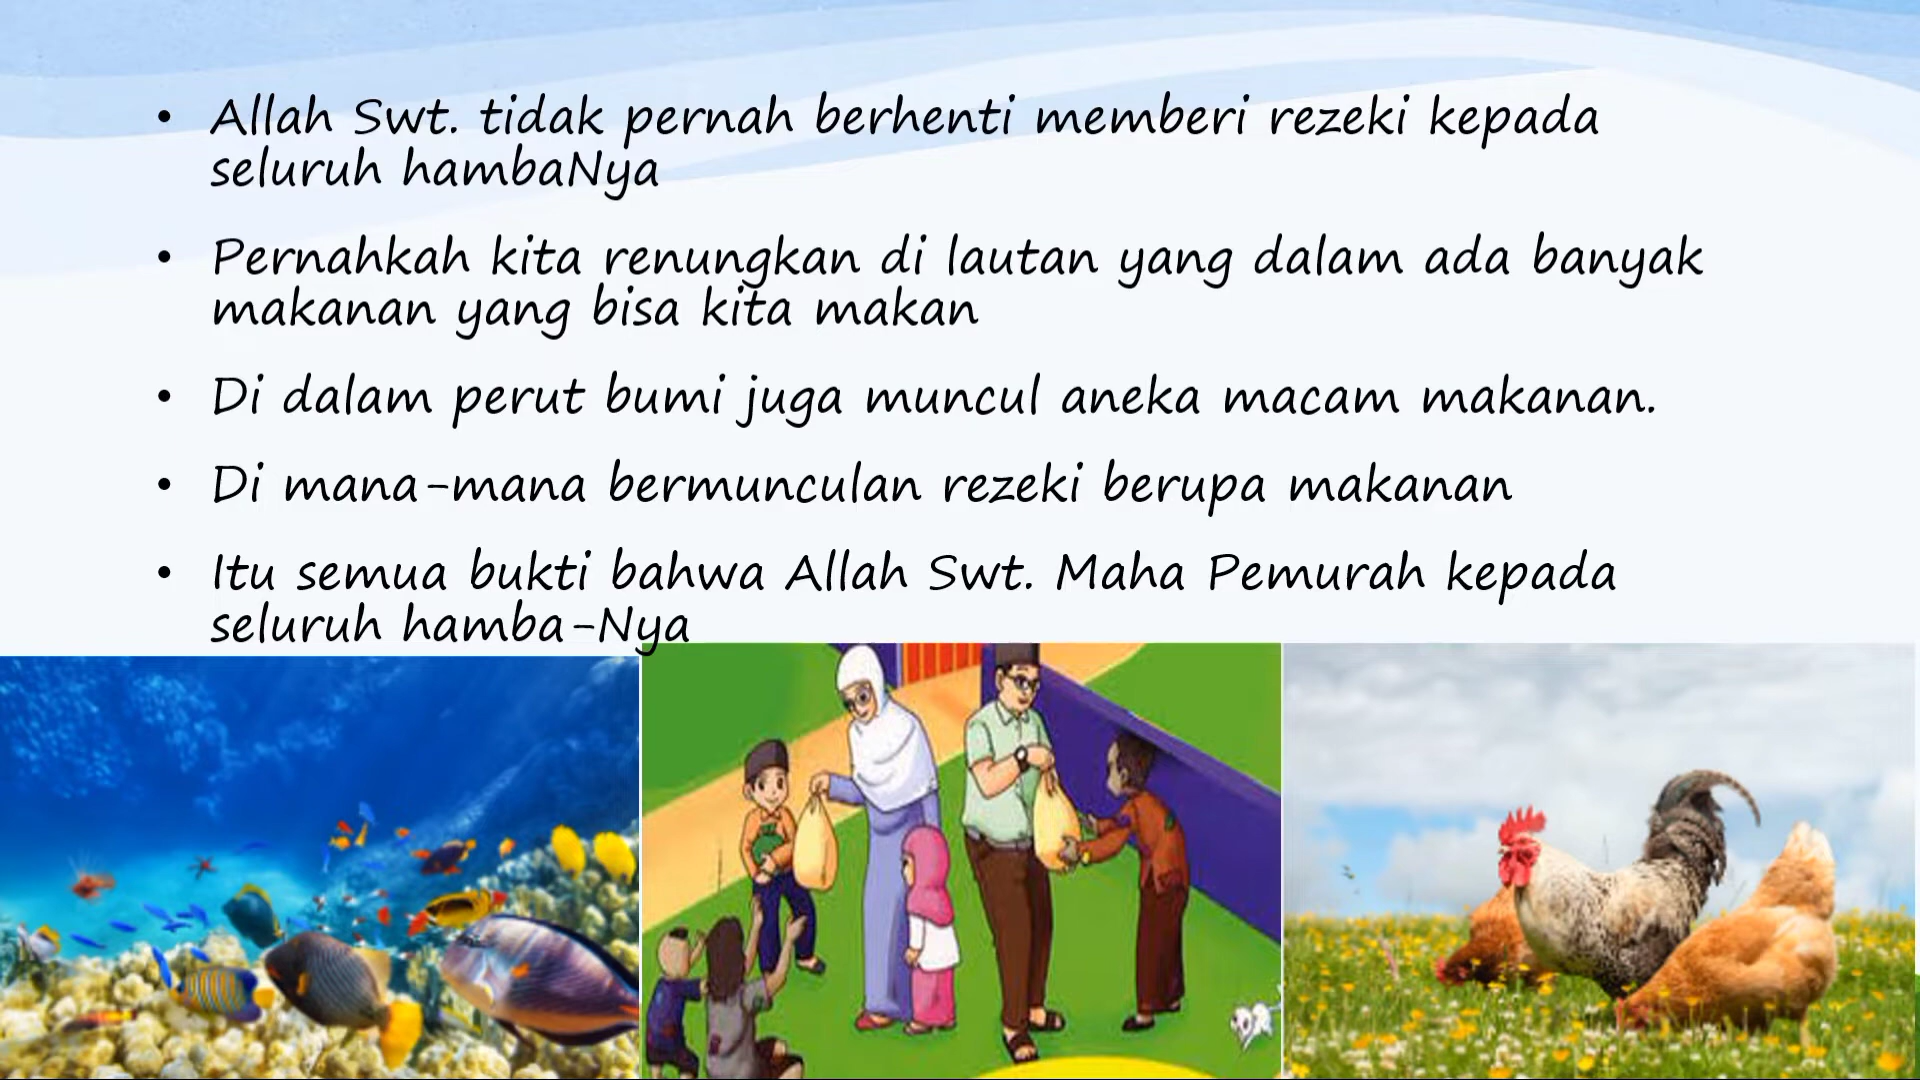 • Allah Swt. tidak pernah berhenti memberi rezeki kepada
seluruh hambaNya
• Pernahkah kita renungkan di lautan yang dalam ada banyak
makanan yang bisa kita makan
• Di dalam perut bumi juga muncul aneka macam makanan.
• Di mana-mana bermunculan rezeki berupa makanan
• Itu semua bukti bahwa Allah Swt. Maha Pemurah kepada
seluruh hamba-Nya